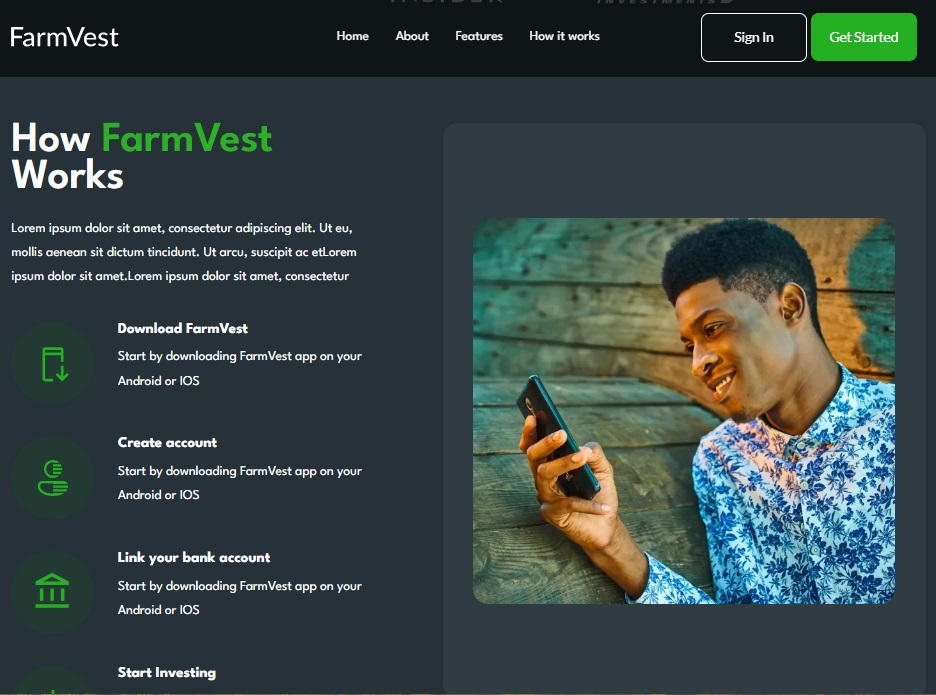 INSIDER
INVESTMENTS
FarmVest
Home About Features How it works
Sign In
Get Started
How FarmVest
Works
Lorem ipsum dolor sit amet, consectetur adipiscing elit. Ut eu,
mollis aenean sit dictum tincidunt. Ut arcu, suscipit ac etLorem
ipsum dolor sit amet.Lorem ipsum dolor sit amet, consectetur
Download FarmVest
Start by downloading FarmVest app on your
Android or IOS
Create account
Start by downloading FarmVest app on your
Android or IOS
Link your bank account
Start by downloading FarmVest app on your
Android or IOS
Start Investing